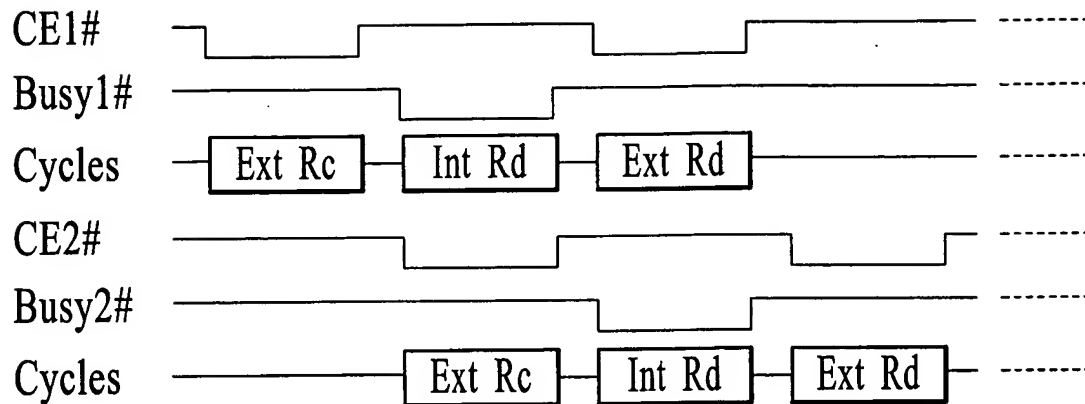 CE1#
Busy1#
Cycles Ext Rc Int Rd Ext Rd
CE2#
Busy2#
Cycles Ext Rc Int Rd Ext Rd